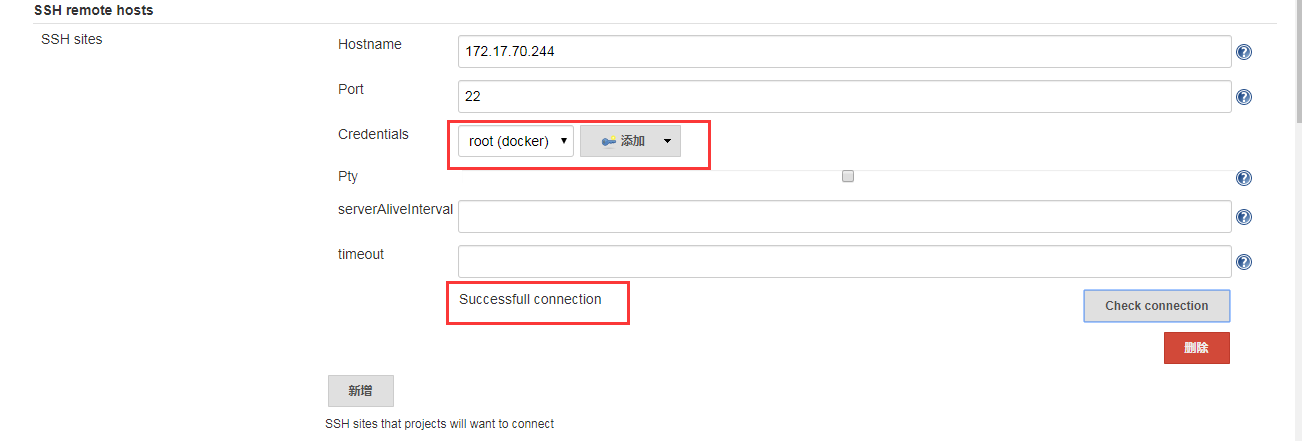 SSH remote hosts
SSH sites
Hostname
172.17.70.244
Port
22
Credentials
root (docker)
添加
Pty
serverAliveInterval
timeout
Successfull connection
Check connection
删除
新增
SSH sites that projects will want to connect